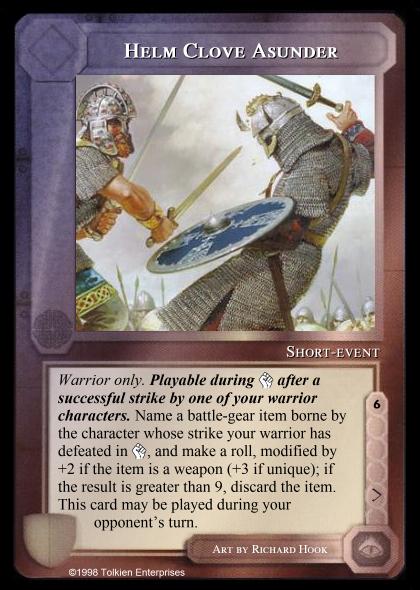 HELM CLOVE ASUNDER
SHORT-EVENT
Warrior only. Playable during after a
successful strike by one of your warrior
characters. Name a battle-gear item borne by
the character whose strike your warrior has
defeated in , and make a roll, modified by
+2 if the item is a weapon (+3 if unique); if
the result is greater than 9, discard the item.
This card may be played during your
opponent's turn.
6
ART BY RICHARD HOOK
©1998 Tolkien Enterprises